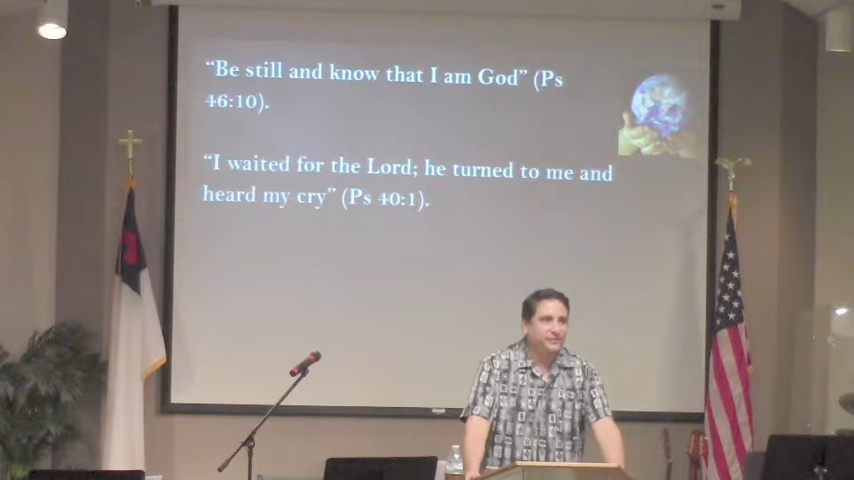 “Be still and know that I am God” (Ps
46:10).
“I waited for the Lord; he turned to me and
heard my cry” (Ps 40:1).